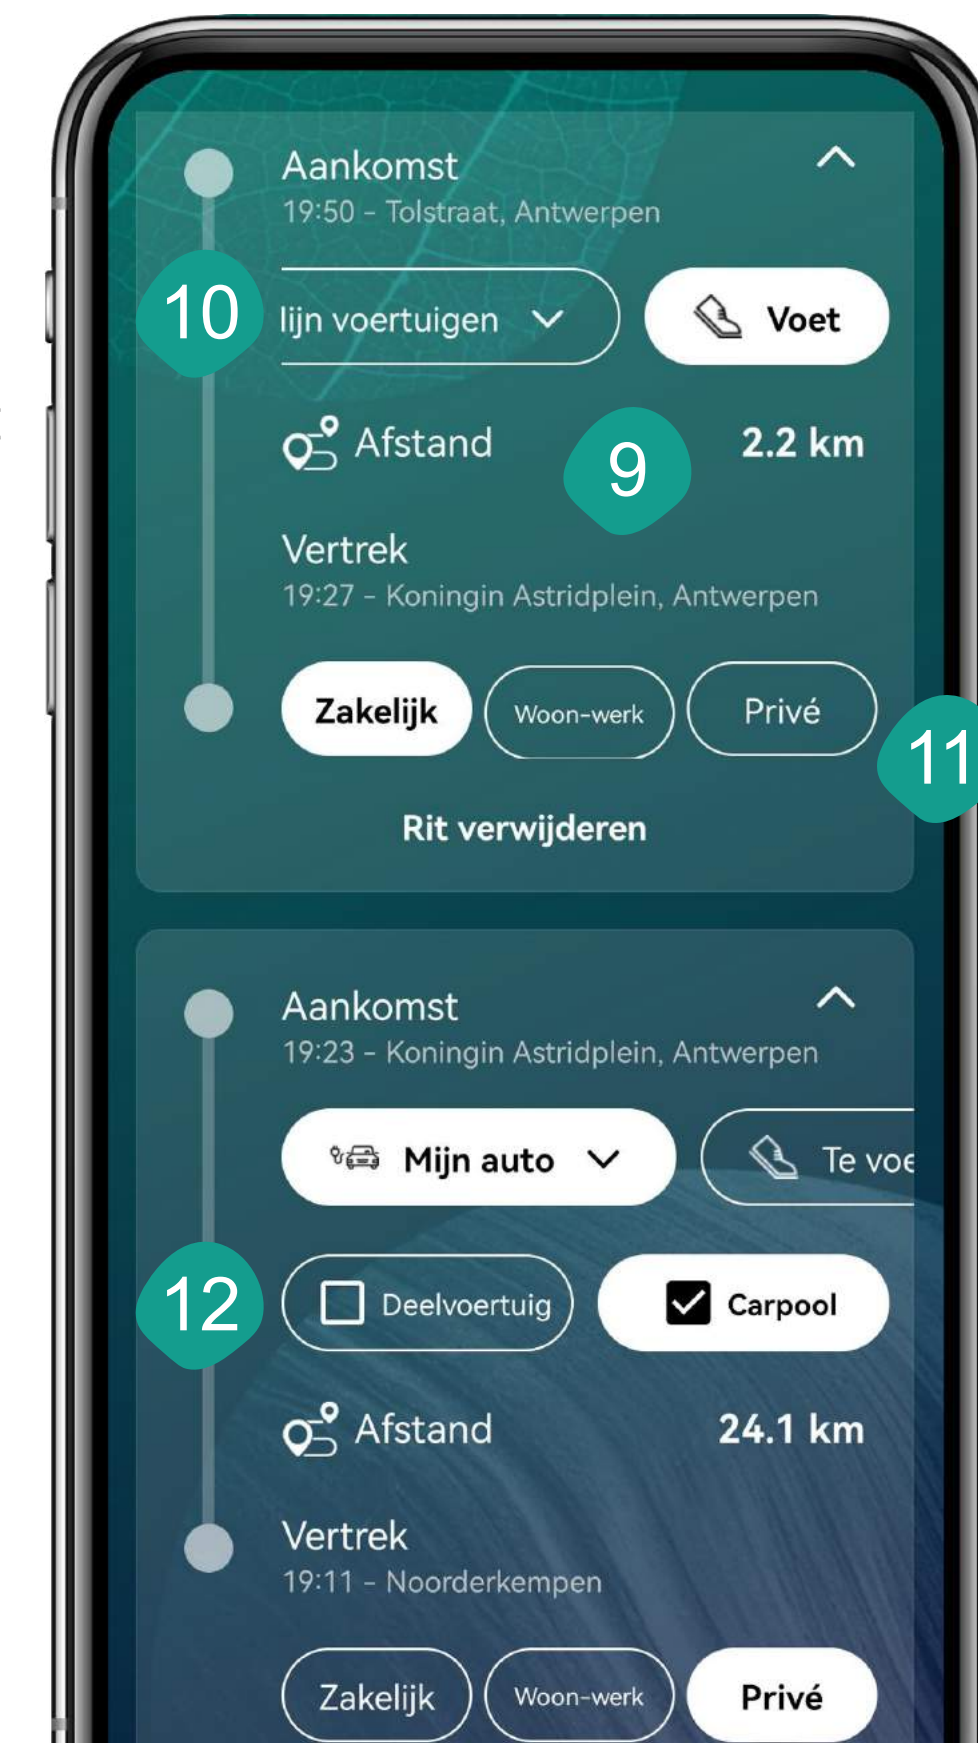 Aankomst
19:50 – Tolstraat, Antwerpen
10
lijn voertuigen
Voet
Afstand
9
2.2 km
Vertrek
19:27 – Koningin Astridplein, Antwerpen
Zakelijk
Woon-werk
Privé
11
Rit verwijderen
Aankomst
19:23 – Koningin Astridplein, Antwerpen
Mijn auto
Te voe
12
Deelvoertuig
Carpool
Afstand
24.1 km
Vertrek
19:11 – Noorderkempen
Zakelijk
Woon-werk
Privé